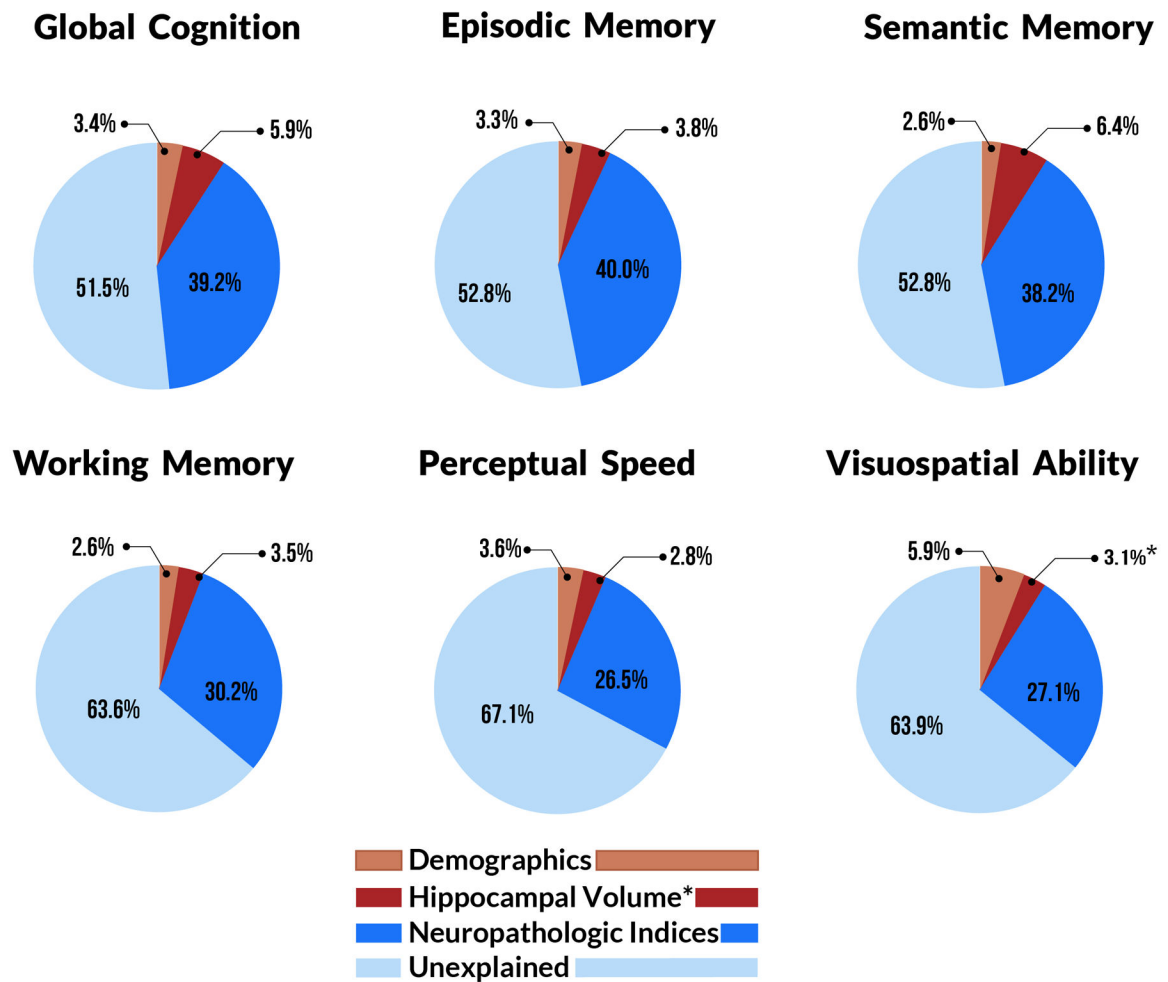 Global Cognition
Episodic Memory
Semantic Memory
3.4%
5.9%
3.3%
3.8%
2.6%
6.4%
51.5%
39.2%
52.8%
40.0%
52.8%
38.2%
Working Memory
Perceptual Speed
Visuospatial Ability
2.6%
3.5%
3.6%
2.8%
5.9%
3.1%*
63.6%
30.2%
67.1%
26.5%
63.9%
27.1%
Demographics
Hippocampal Volume*
Neuropathologic Indices
Unexplained